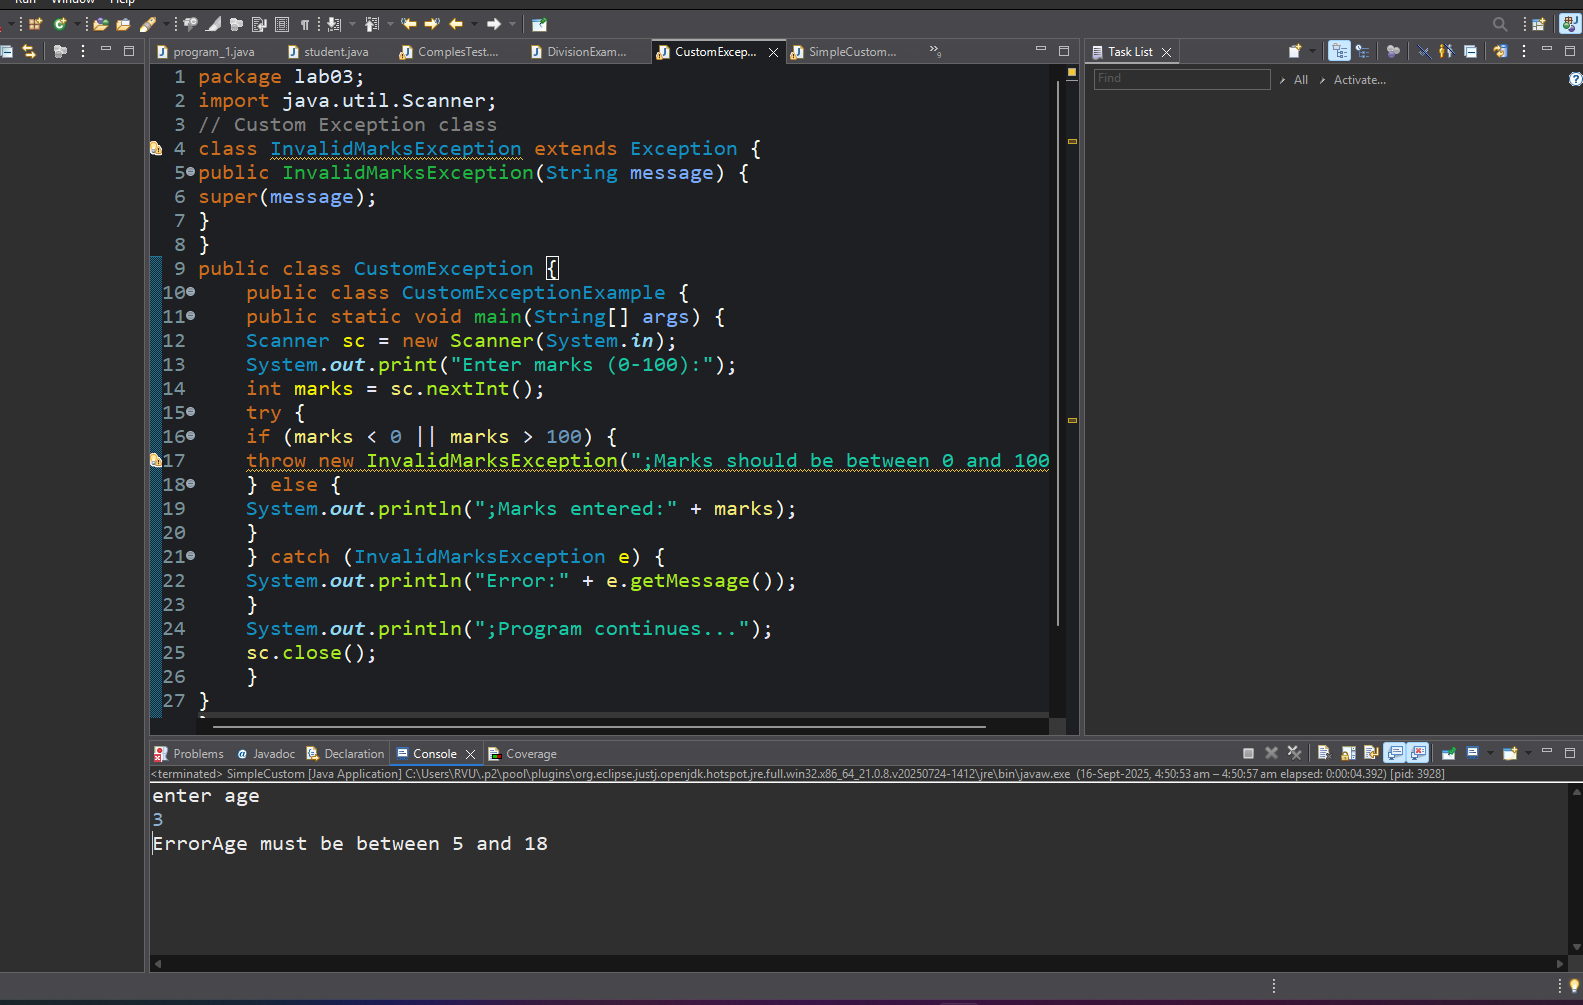 Run Window Help
program_1.java student.java ComplesTest.... DivisionExam... CustomExcep... SimpleCustom... »9
Task List
Find All Activate...
1 package lab03;
2 import java.util.Scanner;
3 // Custom Exception class
4 class InvalidMarksException extends Exception {
5 public InvalidMarksException(String message) {
6 super(message);
7 }
8 }
9 public class CustomException {
10 public class CustomExceptionExample {
11 public static void main(String[] args) {
12 Scanner sc = new Scanner(System.in);
13 System.out.print("Enter marks (0-100):");
14 int marks = sc.nextInt();
15 try {
16 if (marks < 0 || marks > 100) {
17 throw new InvalidMarksException(";Marks should be between 0 and 100
18 } else {
19 System.out.println(";Marks entered:" + marks);
20 }
21 } catch (InvalidMarksException e) {
22 System.out.println("Error:" + e.getMessage());
23 }
24 System.out.println(";Program continues...");
25 sc.close();
26 }
27 }
Problems Javadoc Declaration Console Coverage
<terminated> SimpleCustom [Java Application] C:\Users\RVU\.p2\pool\plugins\org.eclipse.justj.openjdk.hotspot.jre.full.win32.x86_64_21.0.8.v20250724-1412\jre\bin\javaw.exe (16-Sept-2025, 4:50:53 am – 4:50:57 am elapsed: 0:00:04.392) [pid: 3928]
enter age
3
ErrorAge must be between 5 and 18